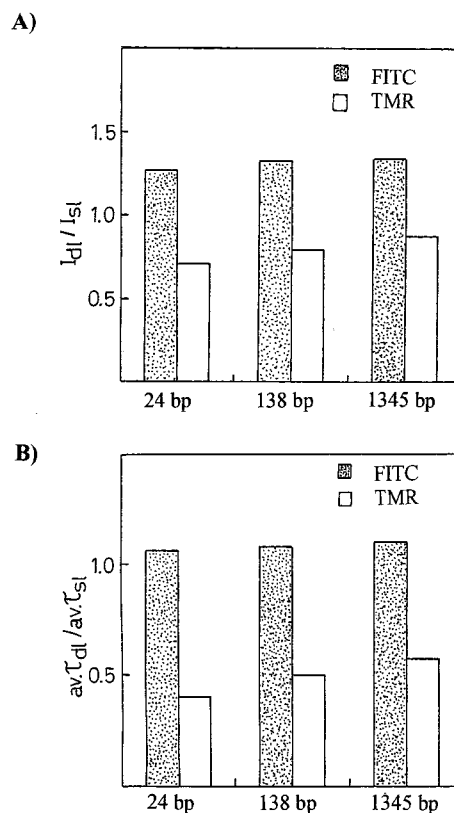 A)
FITC
TMR
1.5
1.0
0.5
I_dl / I_sl
24 bp 138 bp 1345 bp
B)
FITC
TMR
1.0
0.5
av.τ_dl / av.τ_sl
24 bp 138 bp 1345 bp